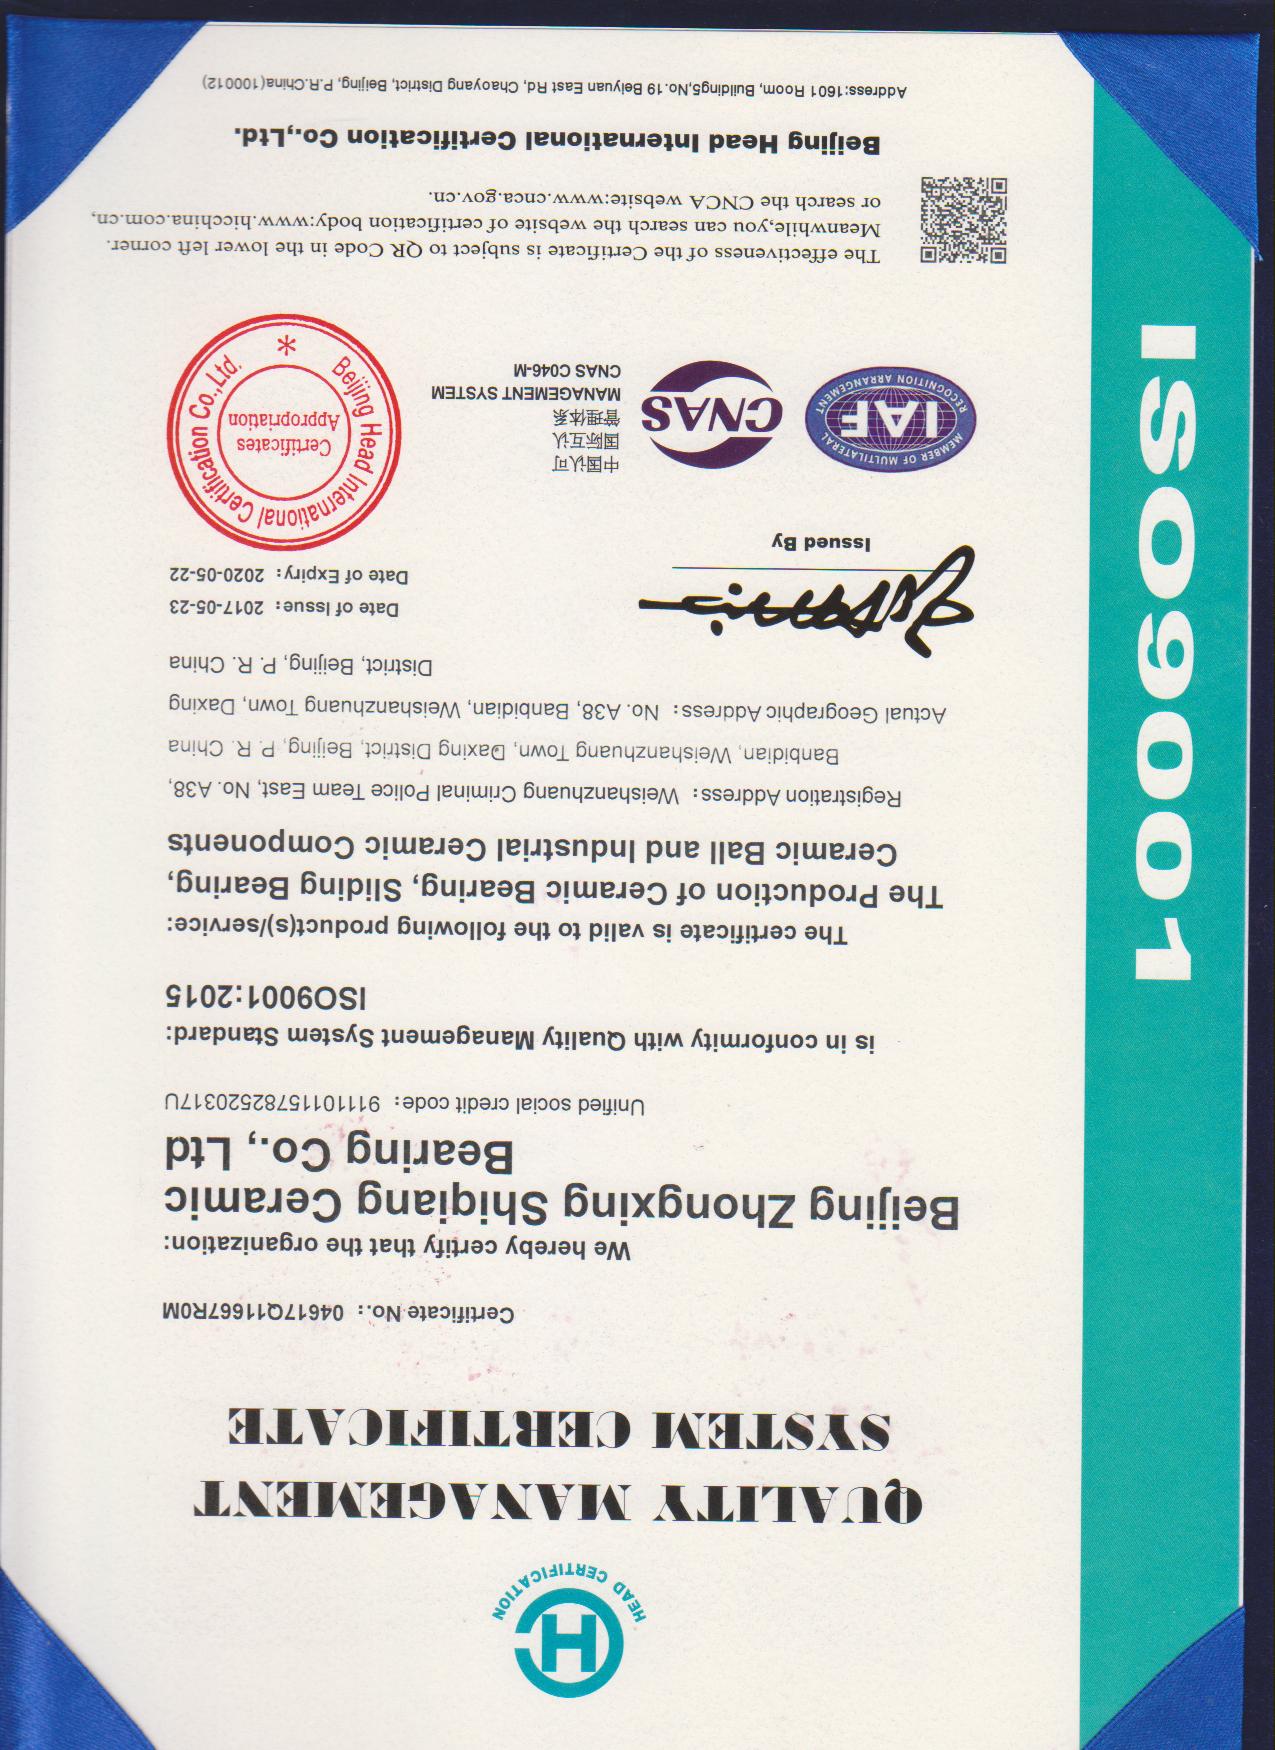 HEAD CERTIFICATION
QUALITY MANAGEMENT
SYSTEM CERTIFICATE
Certificate No.: 04617Q11667R0M
We hereby certify that the organization:
Beijing Zhongxing Shiqiang Ceramic
Bearing Co., Ltd
Unified social credit code: 91110115782520317U
is in conformity with Quality Management System Standard:
ISO9001:2015
The certificate is valid to the following product(s)/service:
The Production of Ceramic Bearing, Sliding Bearing,
Ceramic Ball and Industrial Ceramic Components
Registration Address: Weishanzhuang Criminal Police Team East, No. A38,
Banbidian, Weishanzhuang Town, Daxing District, Beijing, P. R. China
Actual Geographic Address: No. A38, Banbidian, Weishanzhuang Town, Daxing
District, Beijing, P. R. China
Date of Issue: 2017-05-23
Date of Expiry: 2020-05-22
Issued By
MEMBER OF MULTILATERAL
IAF
RECOGNITION ARRANGEMENT
CNAS
中国认可
国际互认
管理体系
MANAGEMENT SYSTEM
CNAS C046-M
Beijing Head International Certification Co.,Ltd.
Certificates
Appropriation
The effectiveness of the Certificate is subject to QR Code in the lower left corner.
Meanwhile,you can search the website of certification body:www.hicchina.com.cn,
or search the CNCA website:www.cnca.gov.cn.
Beijing Head International Certification Co.,Ltd.
Address:1601 Room, Building5,No.19 Beiyuan East Rd, Chaoyang District, Beijing, P.R.China(100012)
ISO9001